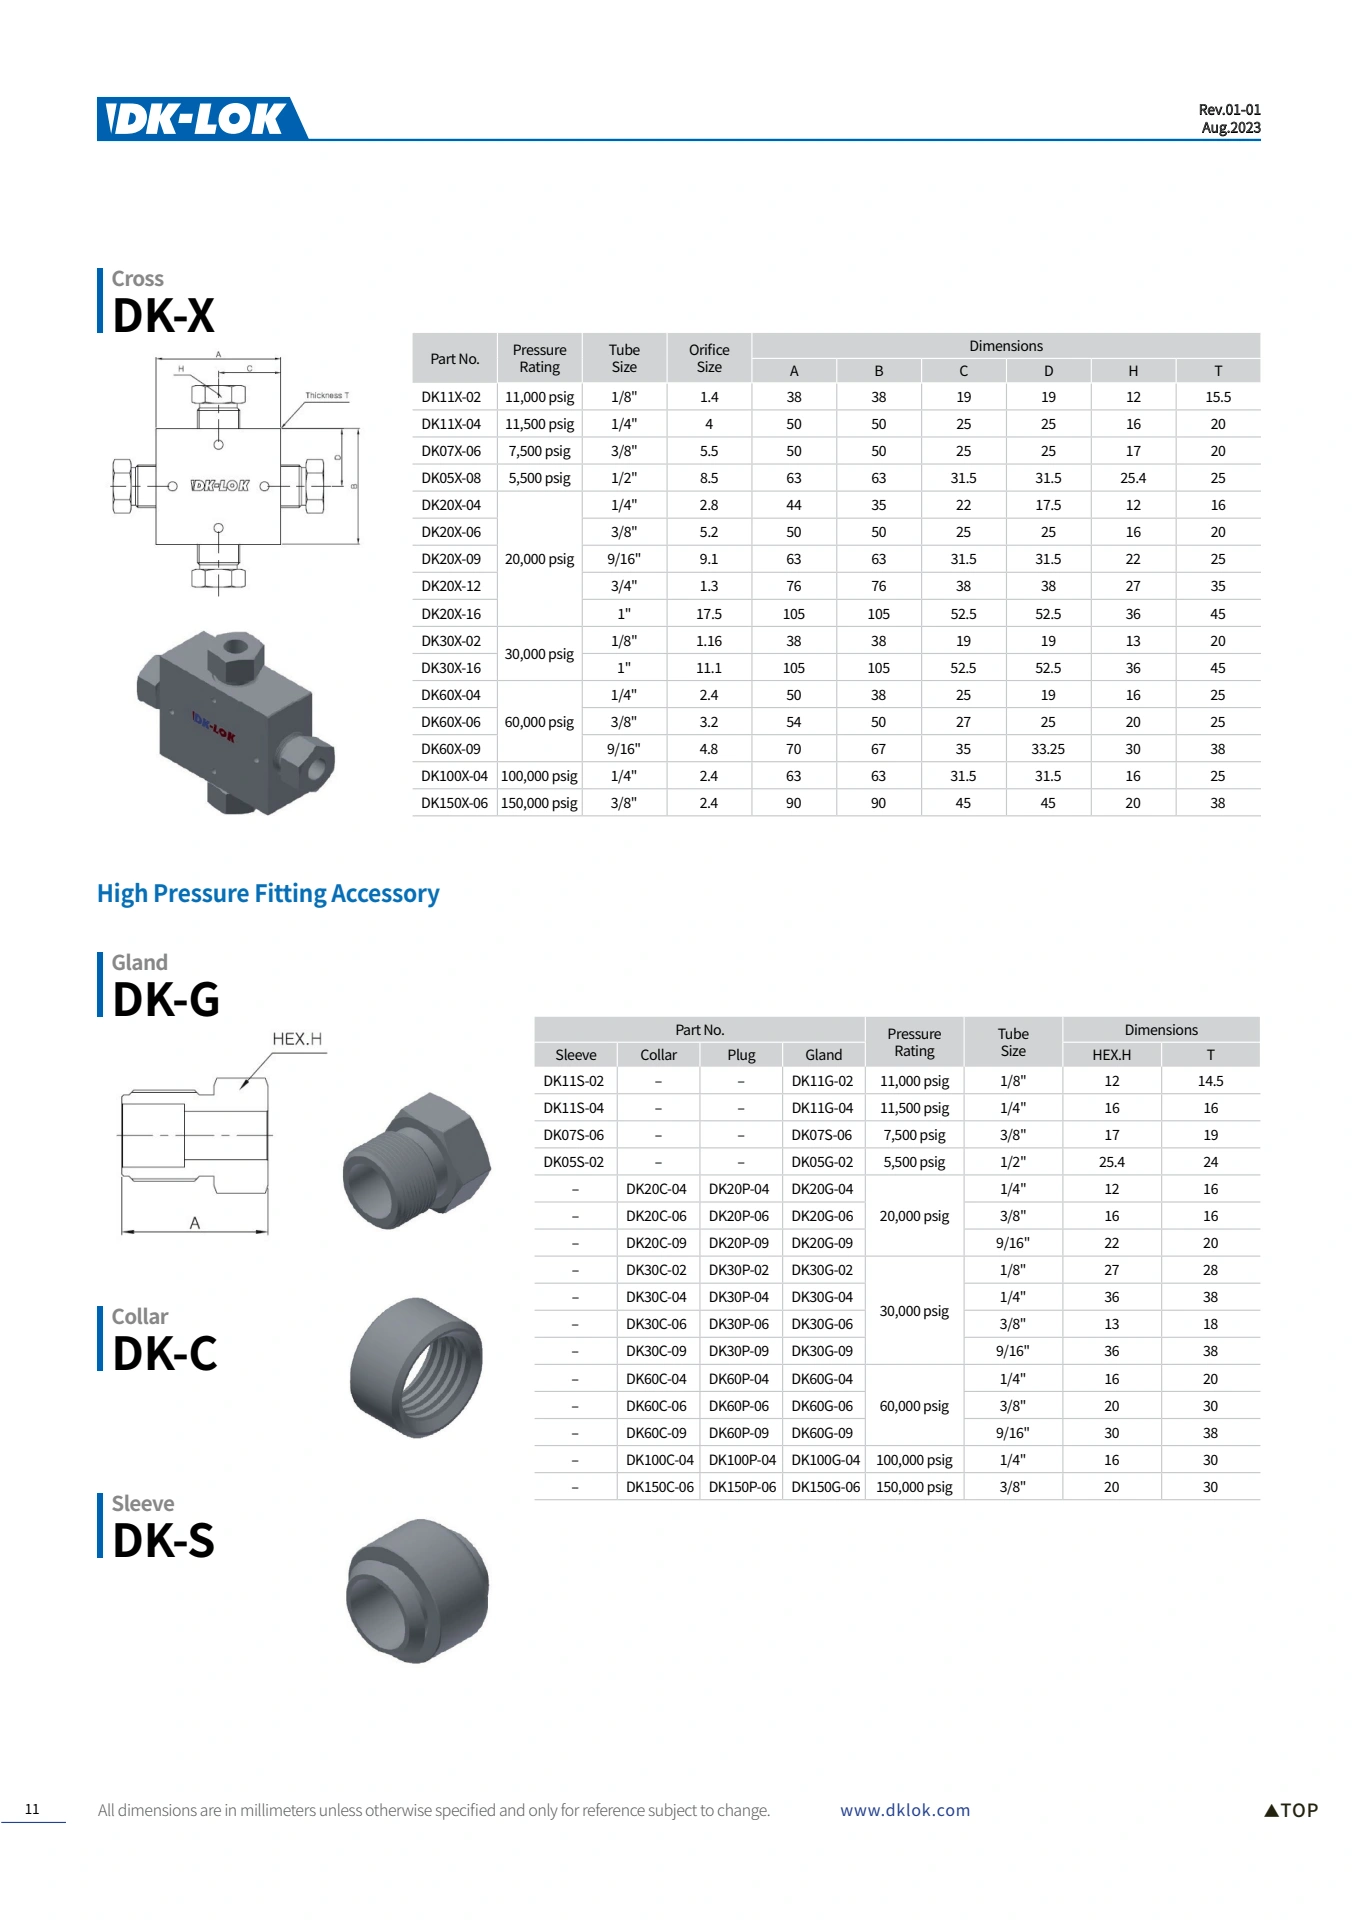 DK-LOK
Rev.01-01
Aug.2023
Cross
DK-X
A
H
C
Thickness T
D
B
DK-LOK
DK-LOK
Part No. Pressure Rating Tube Size Orifice Size Dimensions
A B C D H T
DK11X-02 11,000 psig 1/8" 1.4 38 38 19 19 12 15.5
DK11X-04 11,500 psig 1/4" 4 50 50 25 25 16 20
DK07X-06 7,500 psig 3/8" 5.5 50 50 25 25 17 20
DK05X-08 5,500 psig 1/2" 8.5 63 63 31.5 31.5 25.4 25
DK20X-04 1/4" 2.8 44 35 22 17.5 12 16
DK20X-06 3/8" 5.2 50 50 25 25 16 20
DK20X-09 20,000 psig 9/16" 9.1 63 63 31.5 31.5 22 25
DK20X-12 3/4" 1.3 76 76 38 38 27 35
DK20X-16 1" 17.5 105 105 52.5 52.5 36 45
DK30X-02 30,000 psig 1/8" 1.16 38 38 19 19 13 20
DK30X-16 1" 11.1 105 105 52.5 52.5 36 45
DK60X-04 1/4" 2.4 50 38 25 19 16 25
DK60X-06 60,000 psig 3/8" 3.2 54 50 27 25 20 25
DK60X-09 9/16" 4.8 70 67 35 33.25 30 38
DK100X-04 100,000 psig 1/4" 2.4 63 63 31.5 31.5 16 25
DK150X-06 150,000 psig 3/8" 2.4 90 90 45 45 20 38
High Pressure Fitting Accessory
Gland
DK-G
HEX.H
A
Collar
DK-C
Sleeve
DK-S
Part No. Pressure Rating Tube Size Dimensions
Sleeve Collar Plug Gland HEX.H T
DK11S-02 – – DK11G-02 11,000 psig 1/8" 12 14.5
DK11S-04 – – DK11G-04 11,500 psig 1/4" 16 16
DK07S-06 – – DK07S-06 7,500 psig 3/8" 17 19
DK05S-02 – – DK05G-02 5,500 psig 1/2" 25.4 24
– DK20C-04 DK20P-04 DK20G-04 1/4" 12 16
– DK20C-06 DK20P-06 DK20G-06 20,000 psig 3/8" 16 16
– DK20C-09 DK20P-09 DK20G-09 9/16" 22 20
– DK30C-02 DK30P-02 DK30G-02 1/8" 27 28
– DK30C-04 DK30P-04 DK30G-04 30,000 psig 1/4" 36 38
– DK30C-06 DK30P-06 DK30G-06 3/8" 13 18
– DK30C-09 DK30P-09 DK30G-09 9/16" 36 38
– DK60C-04 DK60P-04 DK60G-04 1/4" 16 20
– DK60C-06 DK60P-06 DK60G-06 60,000 psig 3/8" 20 30
– DK60C-09 DK60P-09 DK60G-09 9/16" 30 38
– DK100C-04 DK100P-04 DK100G-04 100,000 psig 1/4" 16 30
– DK150C-06 DK150P-06 DK150G-06 150,000 psig 3/8" 20 30
11
All dimensions are in millimeters unless otherwise specified and only for reference subject to change.
www.dklok.com
▲TOP